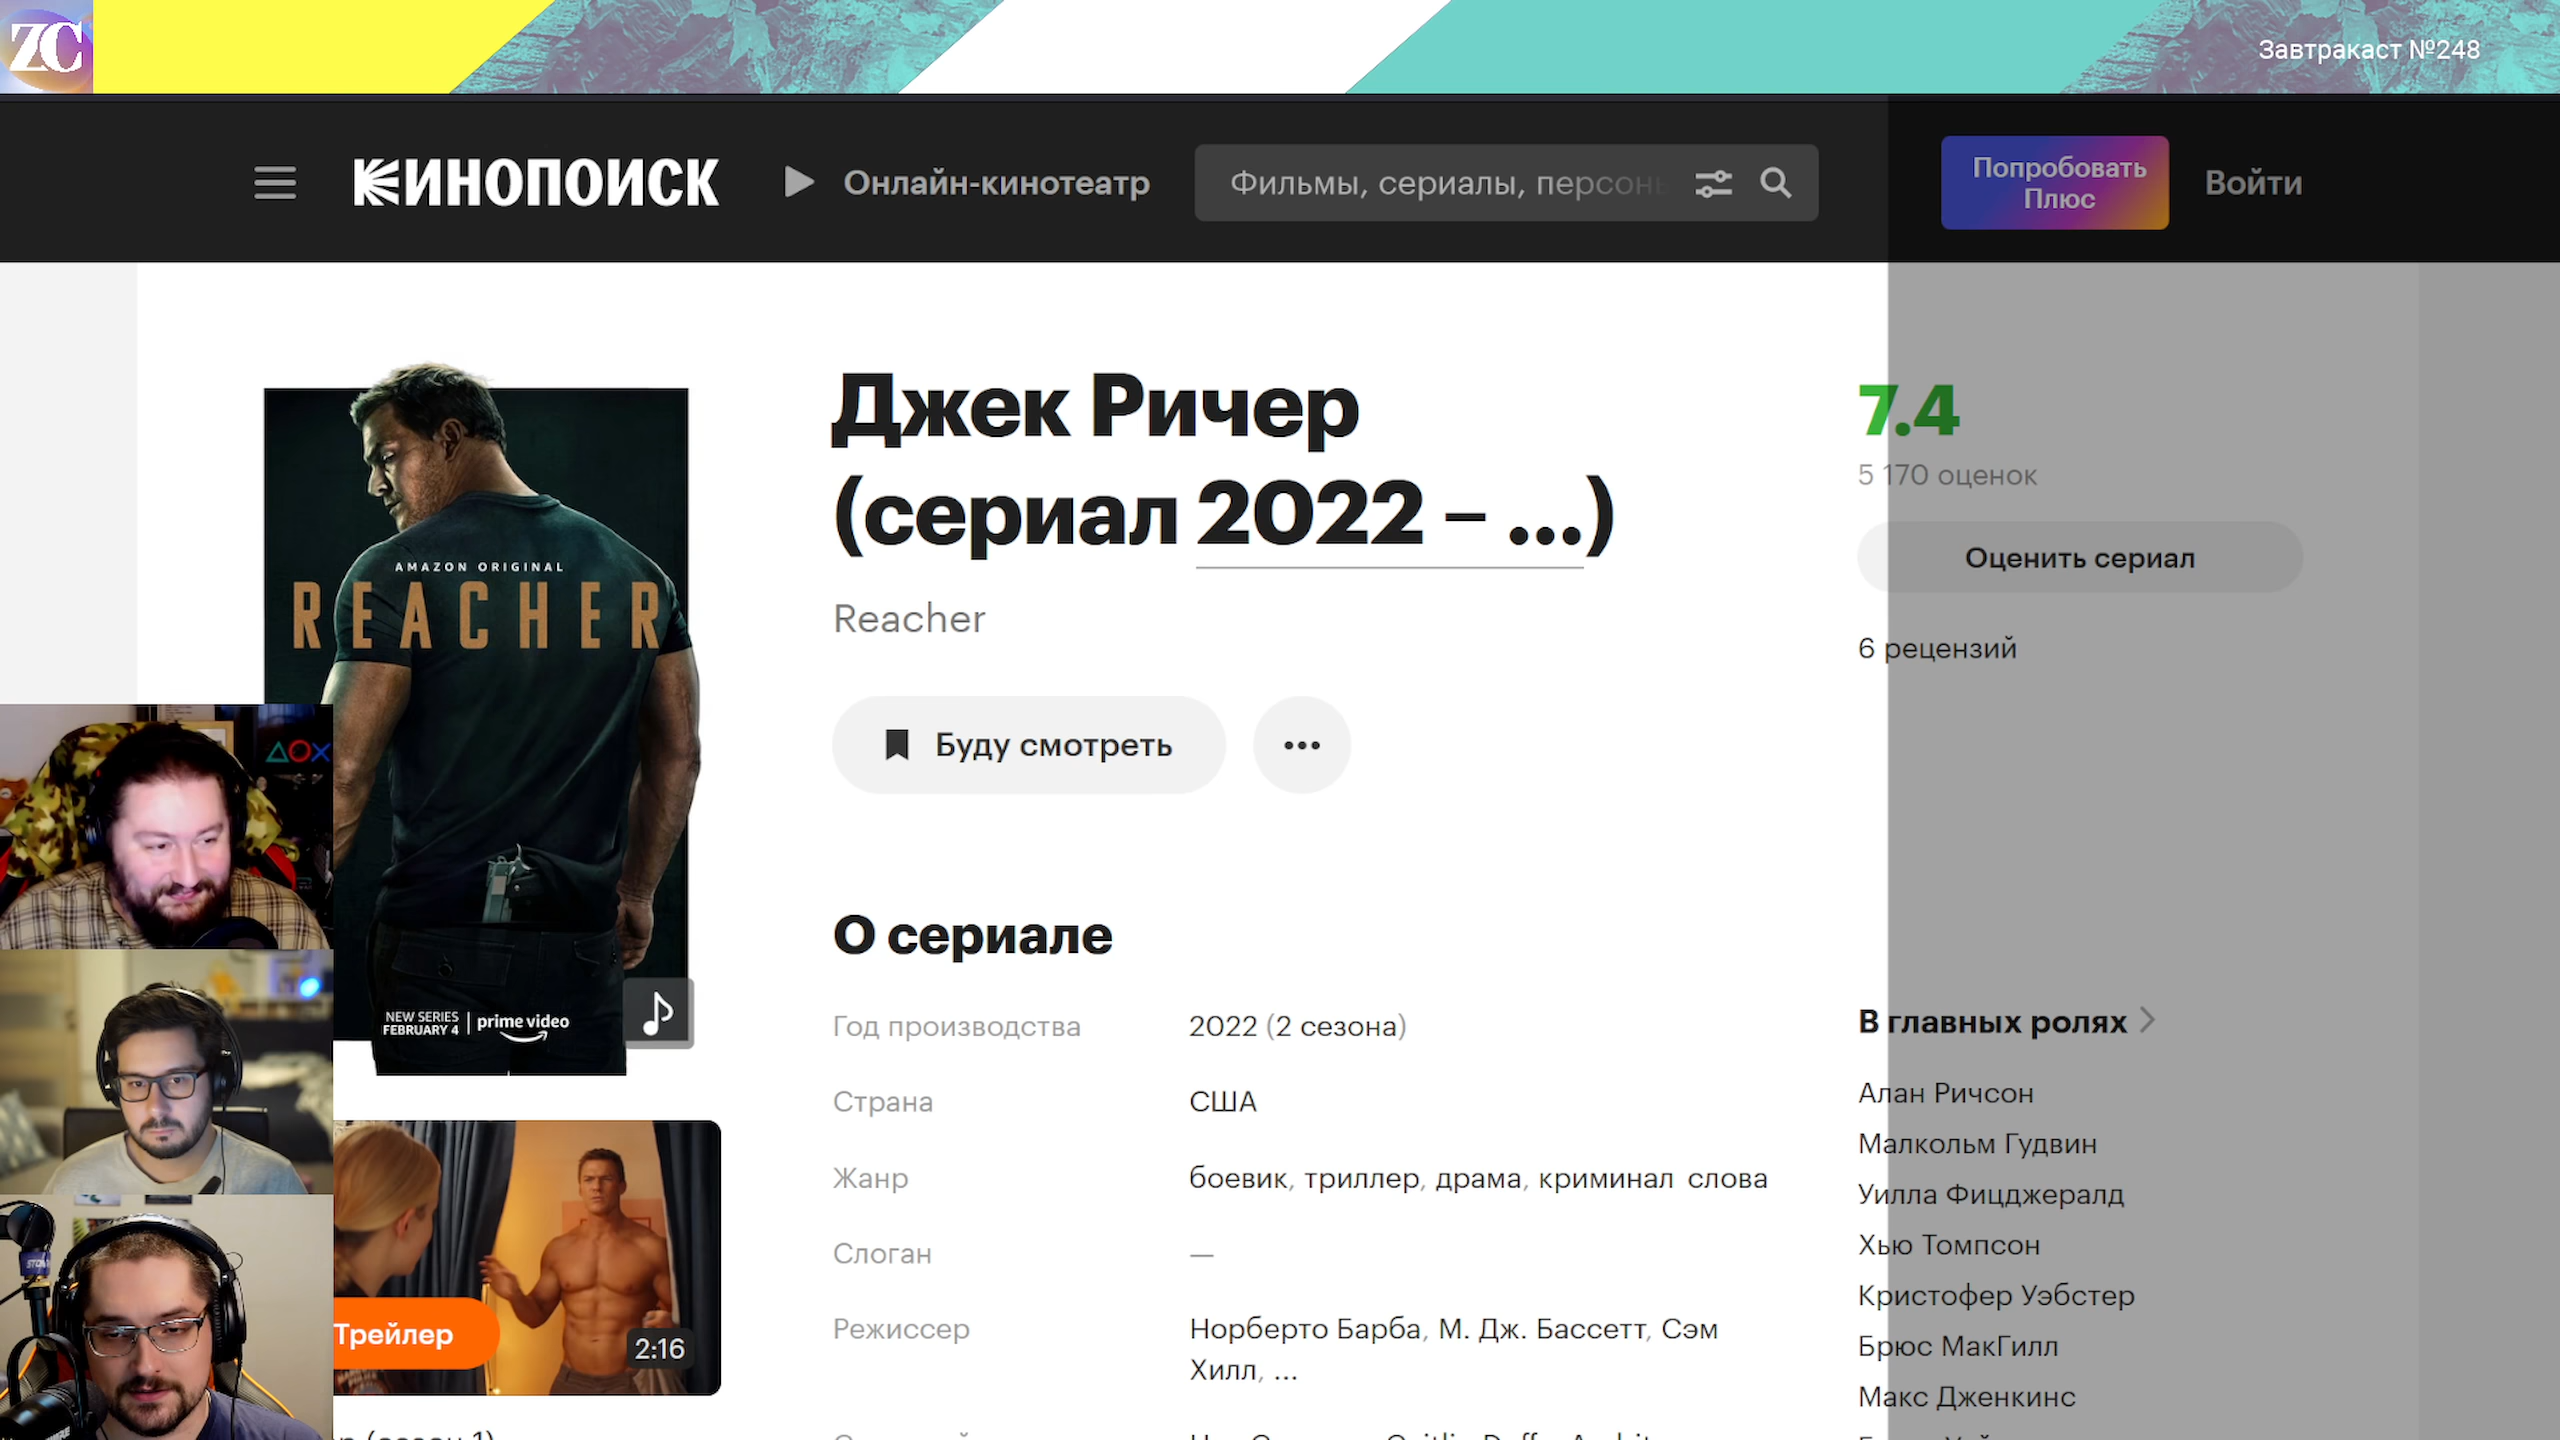 ZC
Завтракаст №248
КИНОПОИСК
Онлайн-кинотеатр
Фильмы, сериалы, персоны
Попробовать
Плюс
Войти
Джек Ричер
(сериал 2022 – ...)
Reacher
Буду смотреть
7.4
5 170 оценок
Оценить сериал
6 рецензий
AMAZON ORIGINAL
REACHER
NEW SERIES
FEBRUARY 4
prime video
О сериале
Год производства
2022 (2 сезона)
Страна
США
Жанр
боевик, триллер, драма, криминал слова
Слоган
—
Режиссер
Норберто Барба, М. Дж. Бассетт, Сэм
Хилл, ...
В главных ролях
Алан Ричсон
Малкольм Гудвин
Уилла Фицджералд
Хью Томпсон
Кристофер Уэбстер
Брюс МакГилл
Макс Дженкинс
Трейлер
2:16